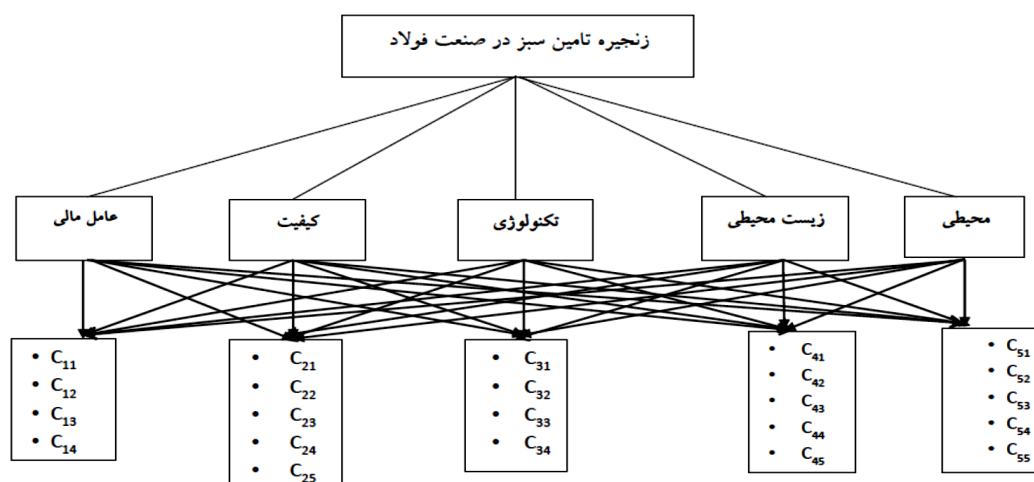 زنجیره تامین سبز در صنعت فولاد
محیطی
زیست محیطی
تکنولوژی
کیفیت
عامل مالی
• C11
• C12
• C13
• C14
• C21
• C22
• C23
• C24
• C25
• C31
• C32
• C33
• C34
• C41
• C42
• C43
• C44
• C45
• C51
• C52
• C53
• C54
• C55